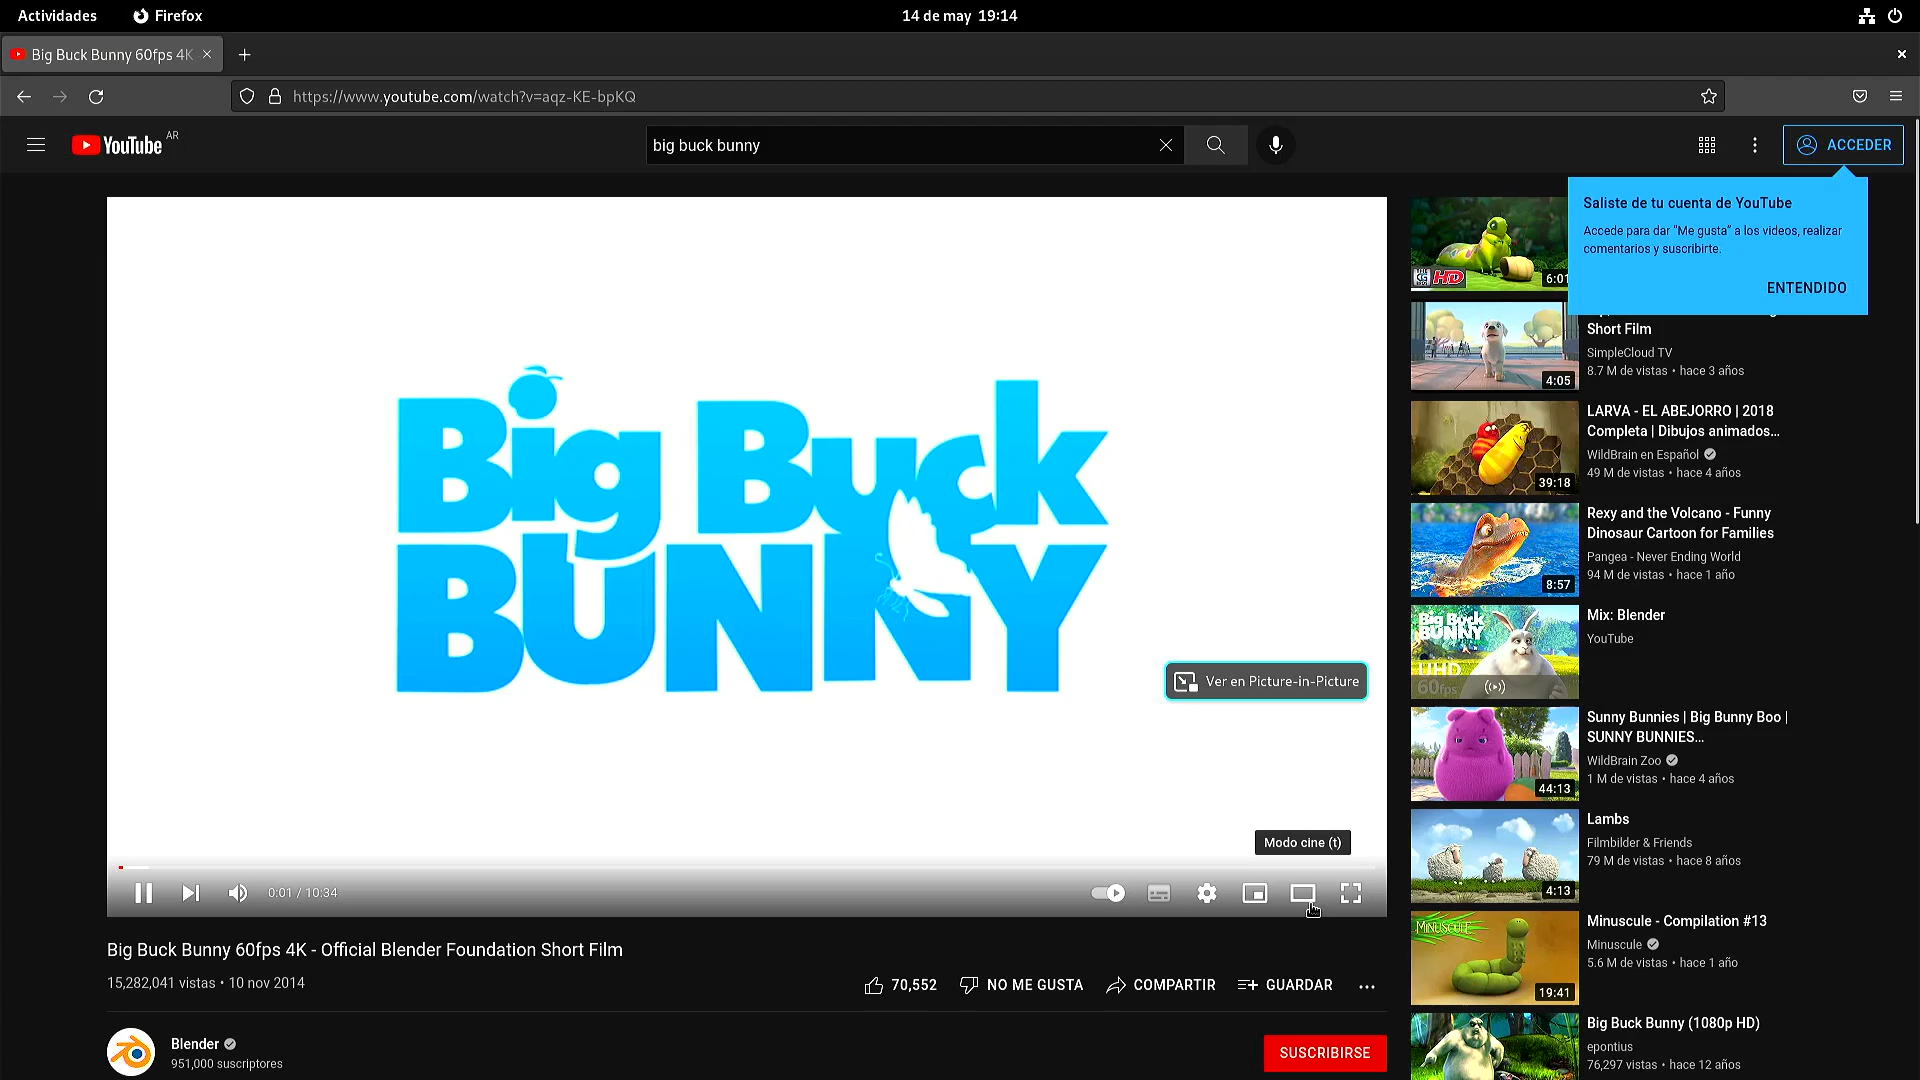 Actividades
Firefox
14 de may 19:14
Big Buck Bunny 60fps 4K
https://www.youtube.com/watch?v=aqz-KE-bpKQ
YouTube AR
big buck bunny
ACCEDER
Saliste de tu cuenta de YouTube
Accede para dar "Me gusta" a los videos, realizar
comentarios y suscribirte.
ENTENDIDO
Big Buck
BUNNY
Ver en Picture-in-Picture
Modo cine (t)
0:01 / 10:34
Big Buck Bunny 60fps 4K - Official Blender Foundation Short Film
15,282,041 vistas • 10 nov 2014
70,552
NO ME GUSTA
COMPARTIR
GUARDAR
Blender
951,000 suscriptores
SUSCRIBIRSE
HD
6:01
Short Film
SimpleCloud TV
8.7 M de vistas • hace 3 años
4:05
LARVA - EL ABEJORRO | 2018
Completa | Dibujos animados...
WildBrain en Español
49 M de vistas • hace 4 años
39:18
Rexy and the Volcano - Funny
Dinosaur Cartoon for Families
Pangea - Never Ending World
94 M de vistas • hace 1 año
8:57
Big Buck
BUNNY
UHD
60fps
Mix: Blender
YouTube
Sunny Bunnies | Big Bunny Boo |
SUNNY BUNNIES...
WildBrain Zoo
1 M de vistas • hace 4 años
44:13
Lambs
Filmbilder & Friends
79 M de vistas • hace 8 años
4:13
MINUSCULE
Minuscule - Compilation #13
Minuscule
5.6 M de vistas • hace 1 año
19:41
Big Buck Bunny (1080p HD)
epontius
76,297 vistas • hace 12 años